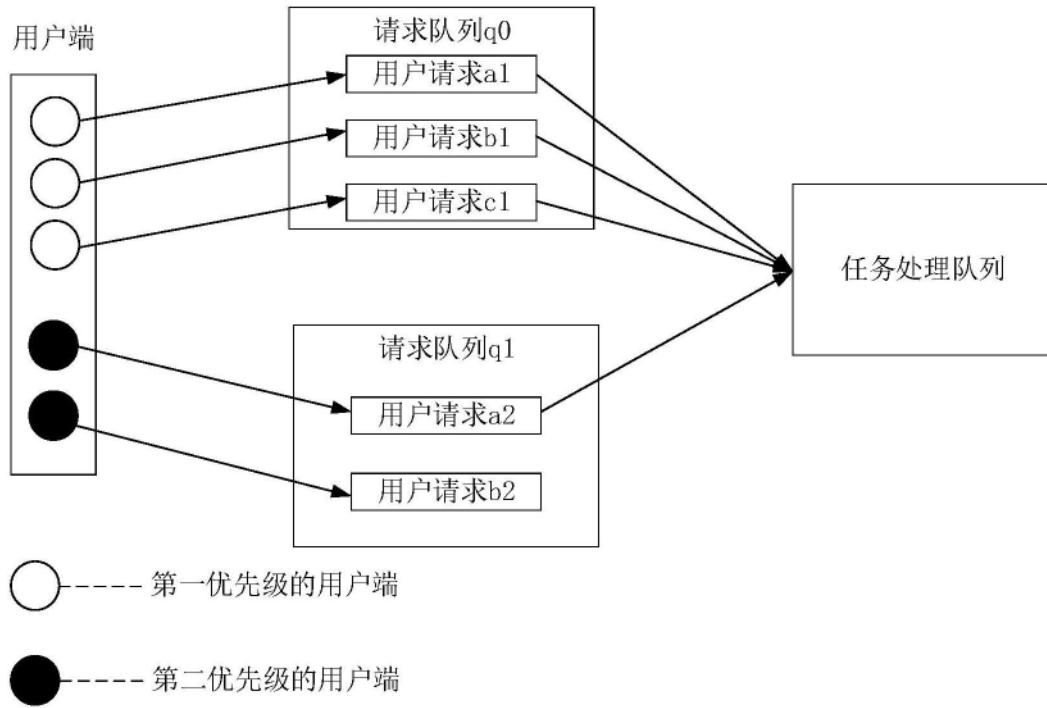 用户端
请求队列q0
用户请求a1
用户请求b1
用户请求c1
任务处理队列
请求队列q1
用户请求a2
用户请求b2
第一优先级的用户端
第二优先级的用户端